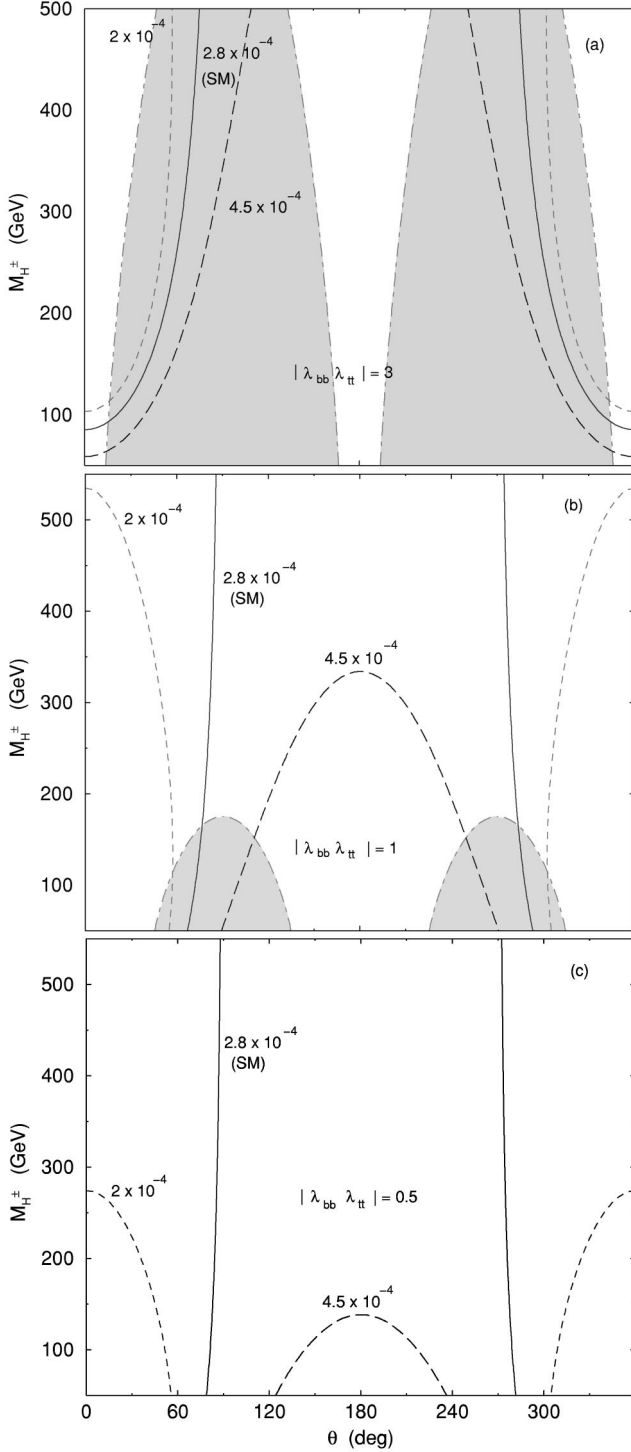 500
2 x 10⁻⁴
2.8 x 10⁻⁴
(SM)
(a)
400
4.5 x 10⁻⁴
300
M_H± (GeV)
200
| λ_bb λ_tt | = 3
100
(b)
500
2 x 10⁻⁴
2.8 x 10⁻⁴
(SM)
400
4.5 x 10⁻⁴
300
M_H± (GeV)
200
| λ_bb λ_tt | = 1
100
(c)
500
2.8 x 10⁻⁴
(SM)
400
300
2 x 10⁻⁴
| λ_bb λ_tt | = 0.5
M_H± (GeV)
200
4.5 x 10⁻⁴
100
0 60 120 180 240 300
θ (deg)